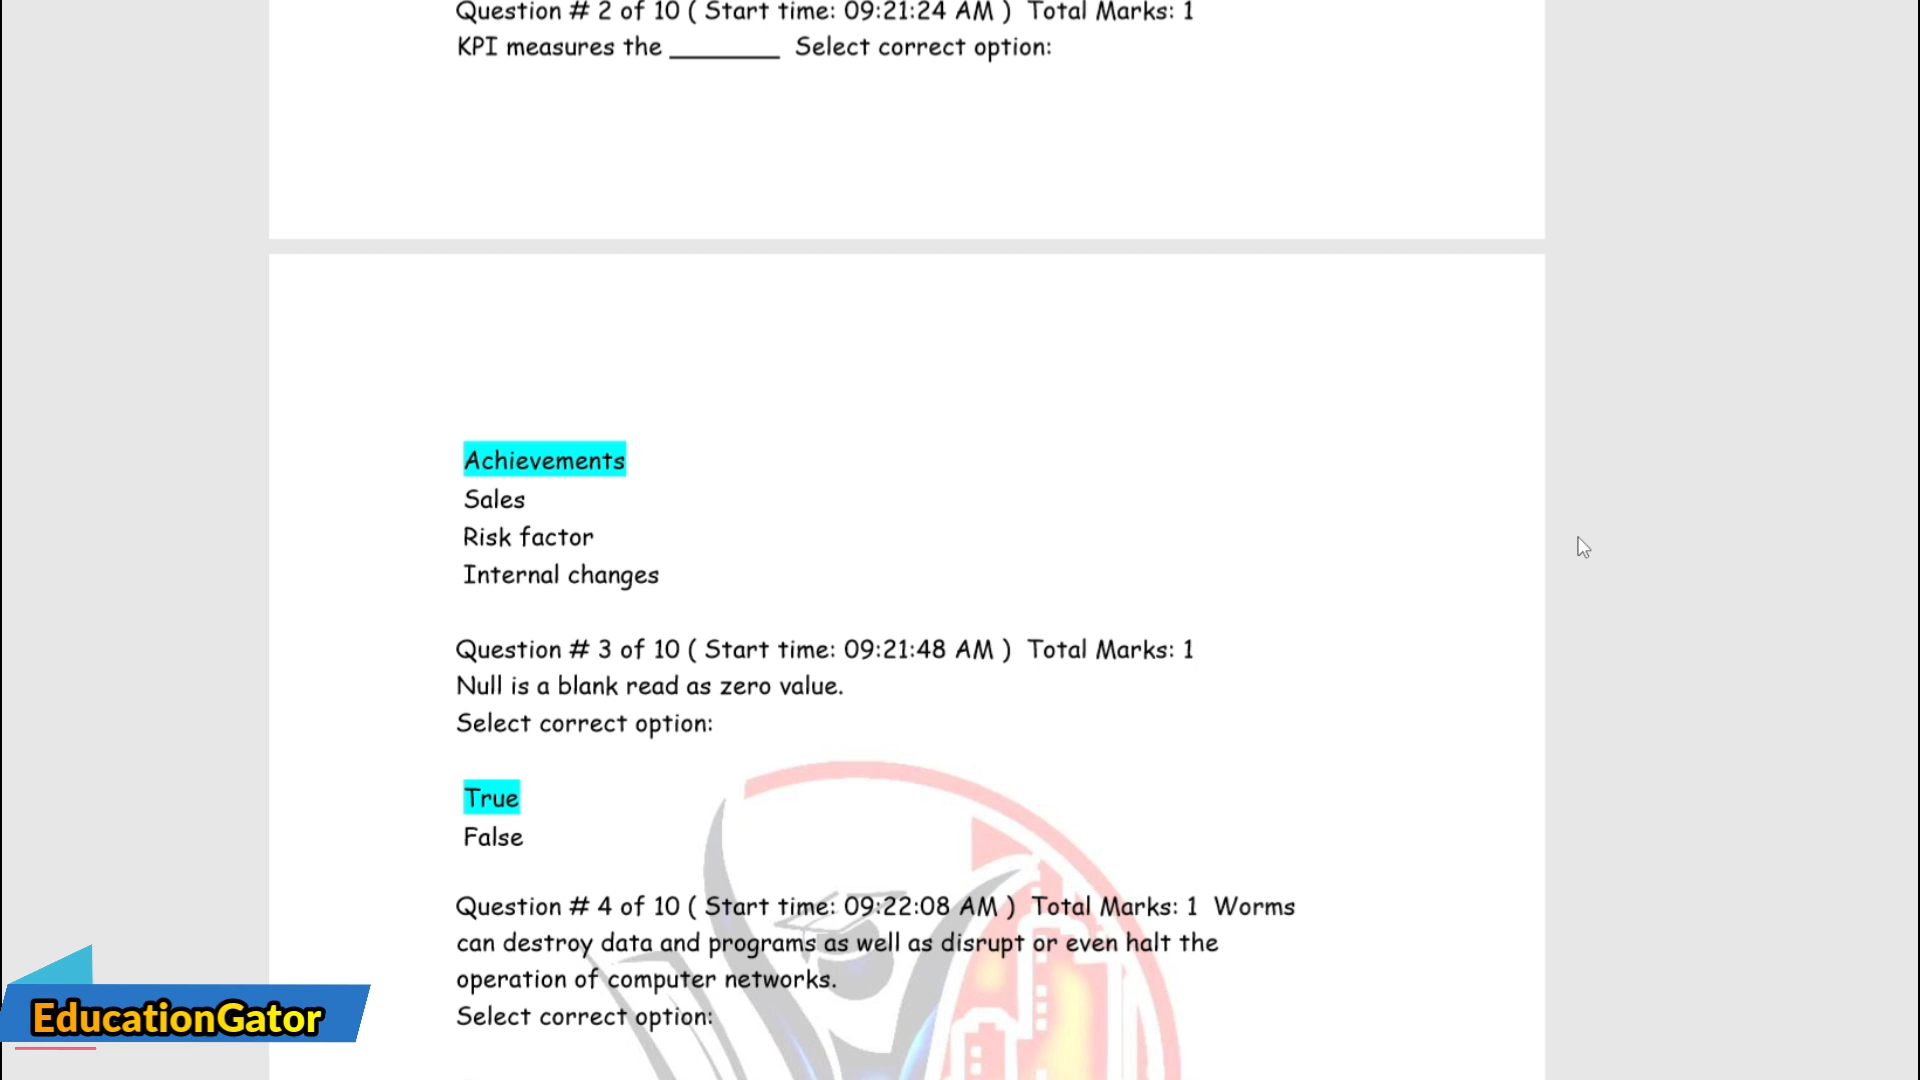 Question # 2 of 10 ( Start time: 09:21:24 AM ) Total Marks: 1
KPI measures the ________ Select correct option:
Achievements
Sales
Risk factor
Internal changes
Question # 3 of 10 ( Start time: 09:21:48 AM ) Total Marks: 1
Null is a blank read as zero value.
Select correct option:
True
False
Question # 4 of 10 ( Start time: 09:22:08 AM ) Total Marks: 1 Worms
can destroy data and programs as well as disrupt or even halt the
operation of computer networks.
Select correct option:
EducationGator